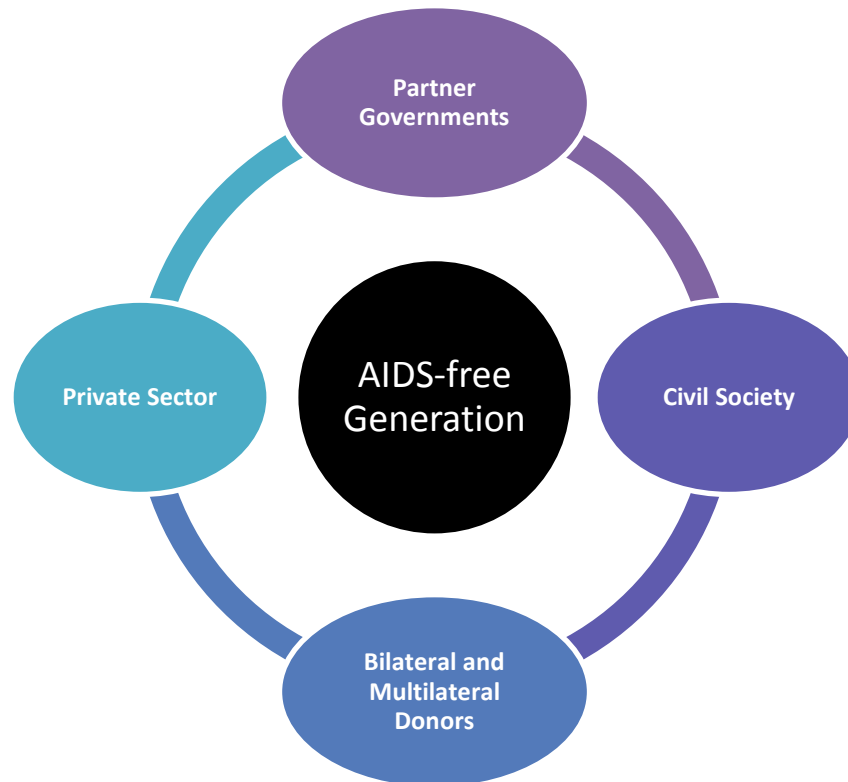 Partner
Governments
Private Sector
AIDS-free
Generation
Civil Society
Bilateral and
Multilateral
Donors